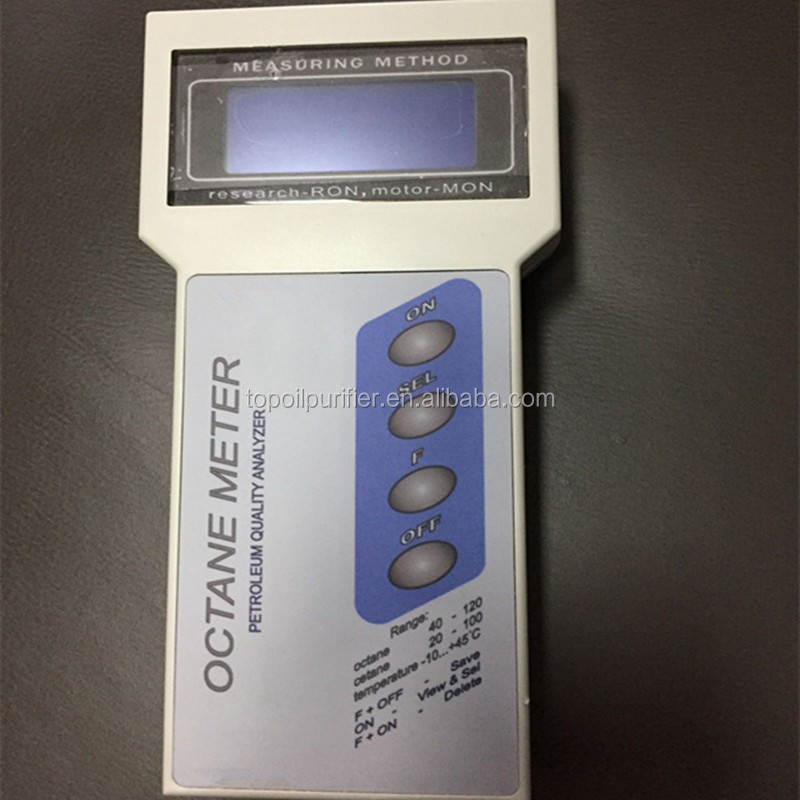 MEASURING METHOD
research-RON, motor-MON
OCTANE METER
PETROLEUM QUALITY ANALYZER
ON
SEL
F
OFF
Range:
octane 40 - 120
cetane 20 - 100
temperature -10...+45°C
F + OFF - Save
ON - View & Sel
F + ON - Delete
topoilpurifier.en.alibaba.com